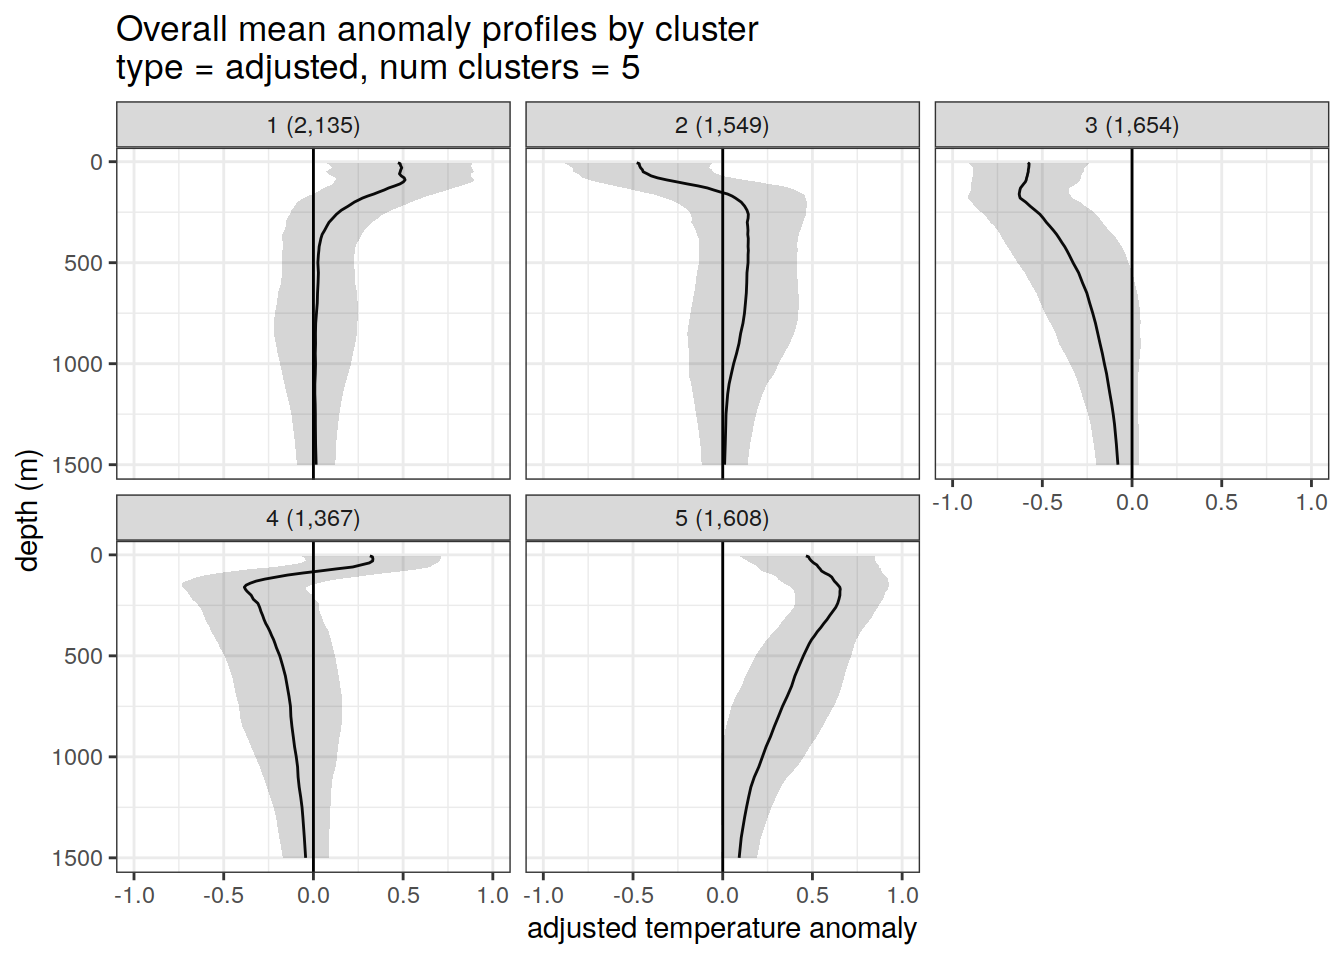 Overall mean anomaly profiles by cluster
type = adjusted, num clusters = 5
1 (2,135)
2 (1,549)
3 (1,654)
0
500
1000
1500
-1.0 -0.5 0.0 0.5 1.0
4 (1,367)
5 (1,608)
0
500
1000
1500
-1.0 -0.5 0.0 0.5 1.0
-1.0 -0.5 0.0 0.5 1.0
depth (m)
adjusted temperature anomaly